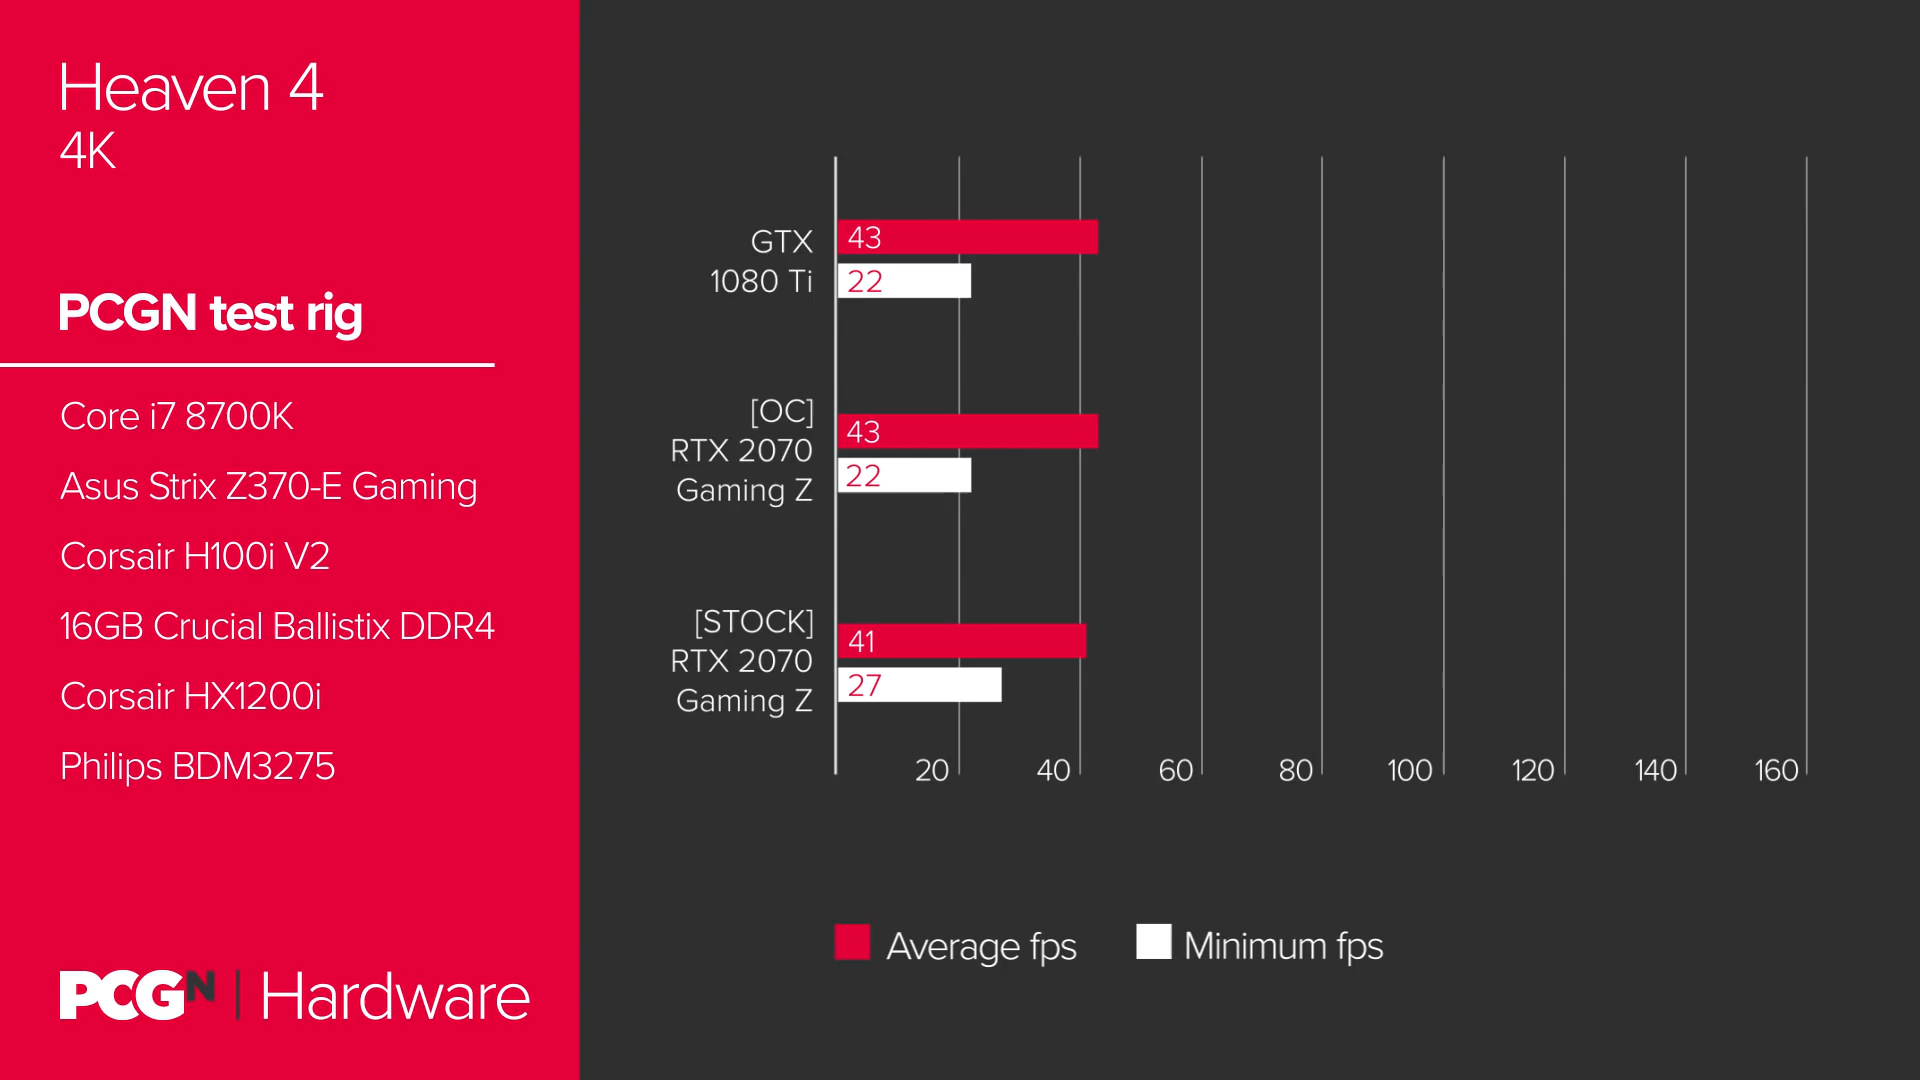 Heaven 4
4K
PCGN test rig
Core i7 8700K
Asus Strix Z370-E Gaming
Corsair H100i V2
16GB Crucial Ballistix DDR4
Corsair HX1200i
Philips BDM3275
PCGN | Hardware
GTX
1080 Ti
43
22
[OC]
RTX 2070
Gaming Z
43
22
[STOCK]
RTX 2070
Gaming Z
41
27
20 40 60 80 100 120 140 160
Average fps Minimum fps